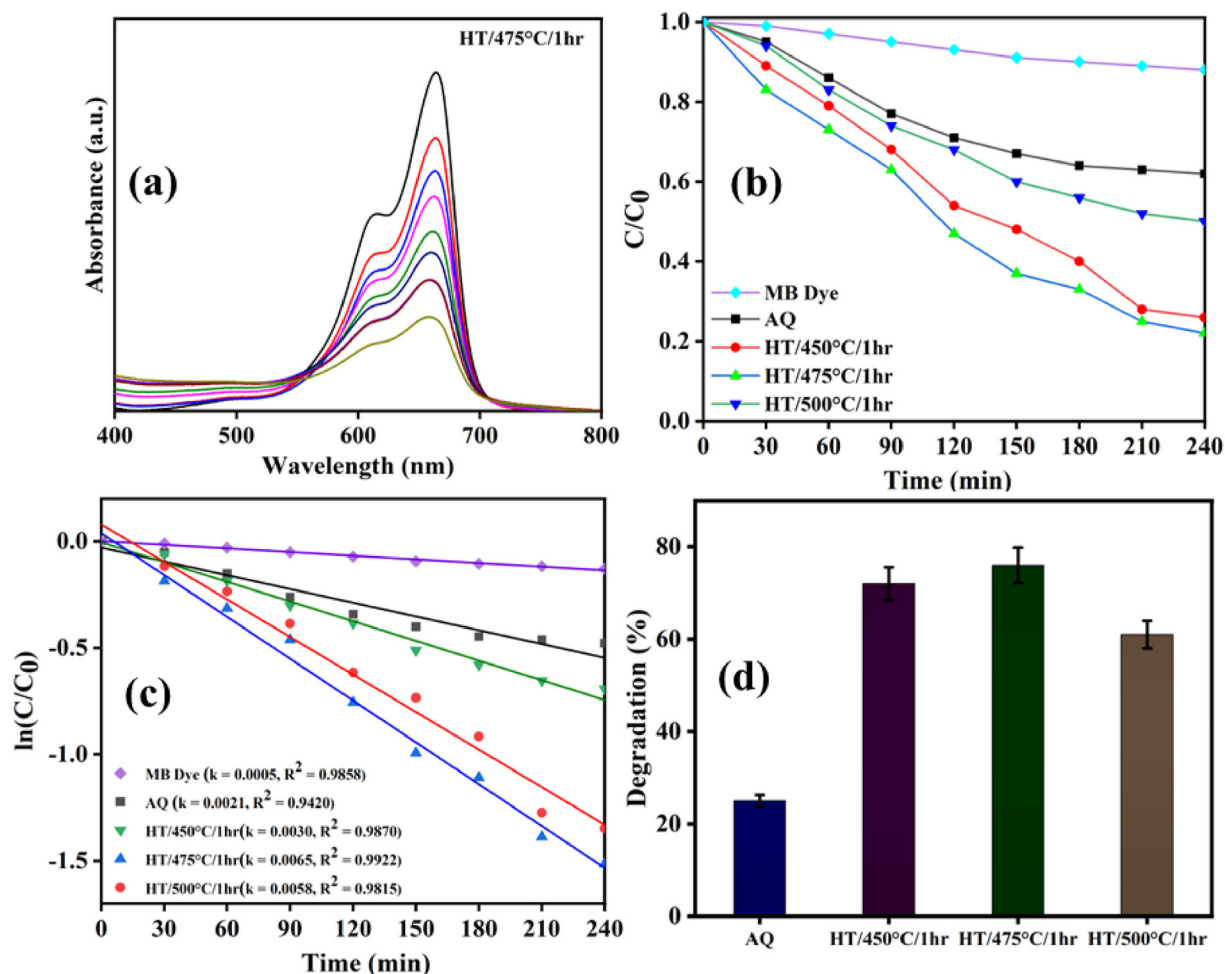 HT/475°C/1hr
(a)
Absorbance (a.u.)
400 500 600 700 800
Wavelength (nm)
1.0
0.8
0.6
0.4
0.2
0.0
C/C0
(b)
MB Dye
AQ
HT/450°C/1hr
HT/475°C/1hr
HT/500°C/1hr
0 30 60 90 120 150 180 210 240
Time (min)
0.0
-0.5
-1.0
-1.5
ln(C/C0)
(c)
MB Dye (k = 0.0005, R² = 0.9858)
AQ (k = 0.0021, R² = 0.9420)
HT/450°C/1hr(k = 0.0030, R² = 0.9870)
HT/475°C/1hr(k = 0.0065, R² = 0.9922)
HT/500°C/1hr(k = 0.0058, R² = 0.9815)
0 30 60 90 120 150 180 210 240
Time (min)
80
60
40
20
0
Degradation (%)
(d)
AQ HT/450°C/1hr HT/475°C/1hr HT/500°C/1hr